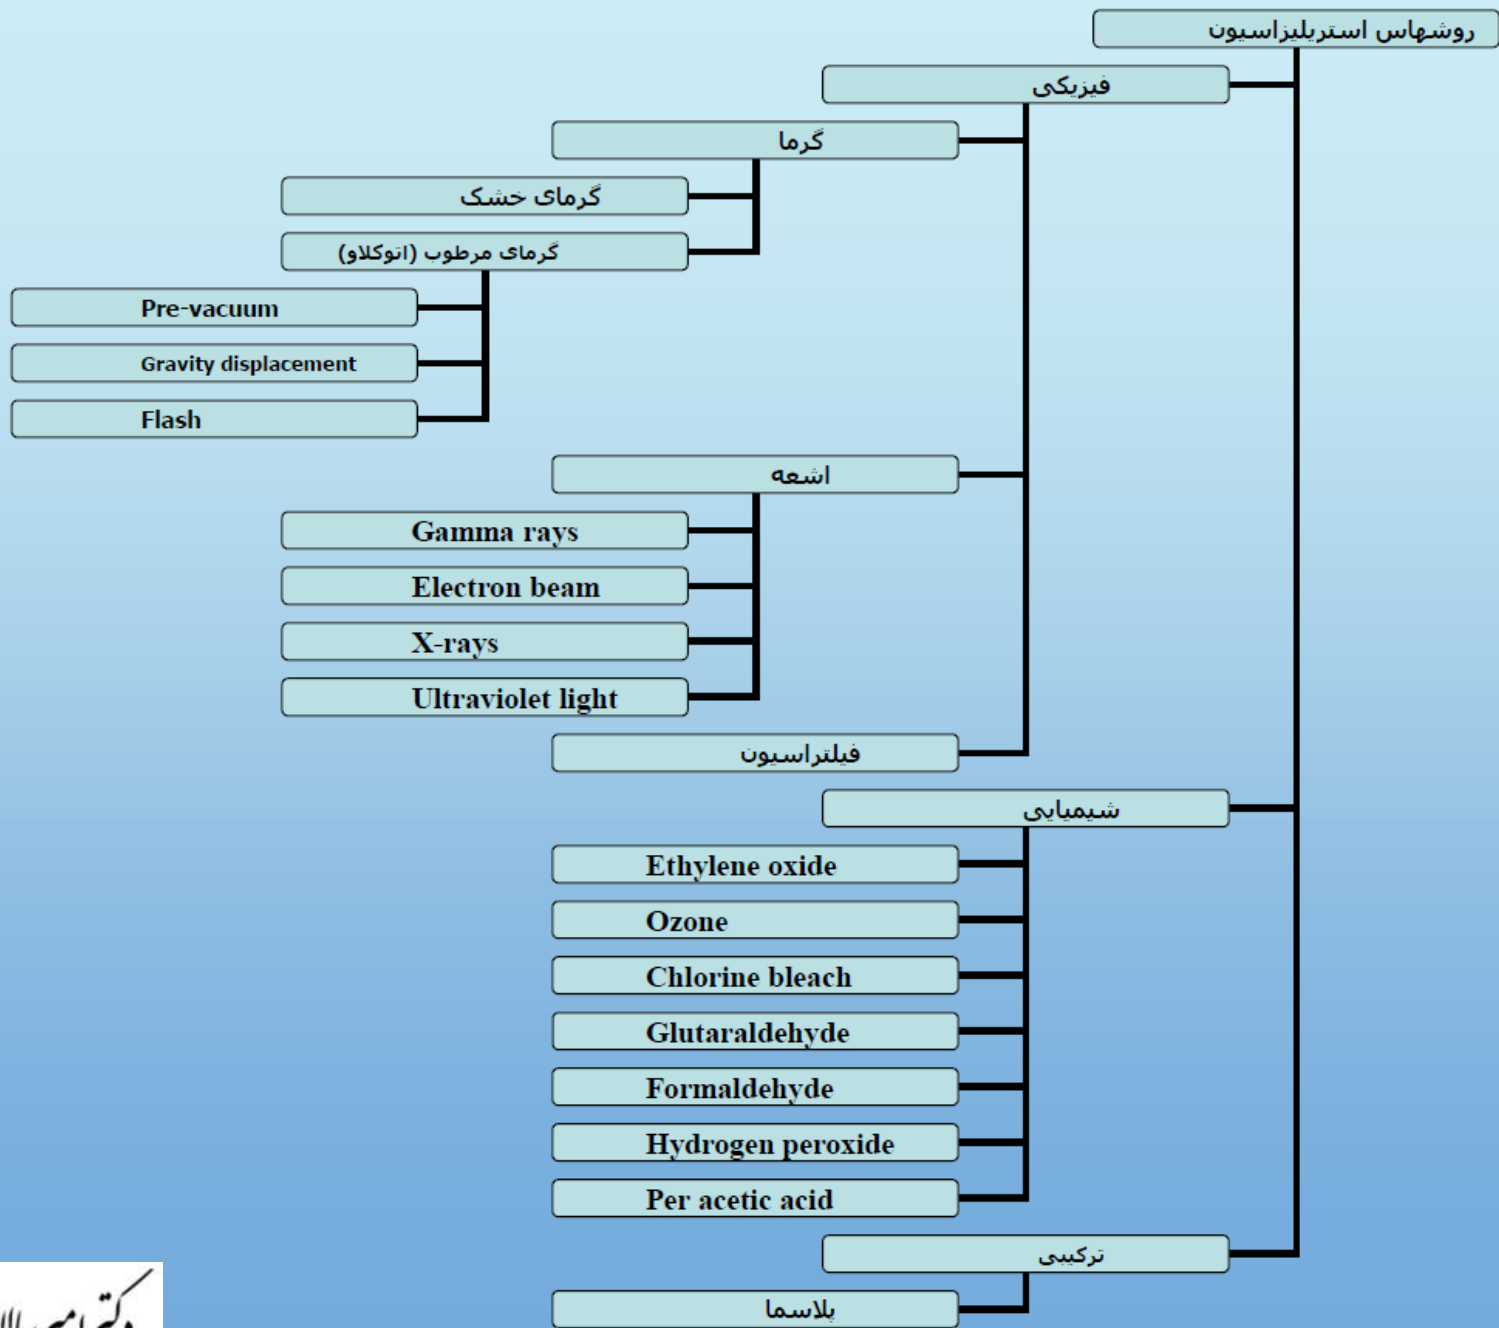 روشهاس استریلیزاسیون
فیزیکی
گرما
گرمای خشک
گرمای مرطوب (اتوکلاو)
Pre-vacuum
Gravity displacement
Flash
اشعه
Gamma rays
Electron beam
X-rays
Ultraviolet light
فیلتراسیون
شیمیایی
Ethylene oxide
Ozone
Chlorine bleach
Glutaraldehyde
Formaldehyde
Hydrogen peroxide
Per acetic acid
ترکیبی
پلاسما
دکتر